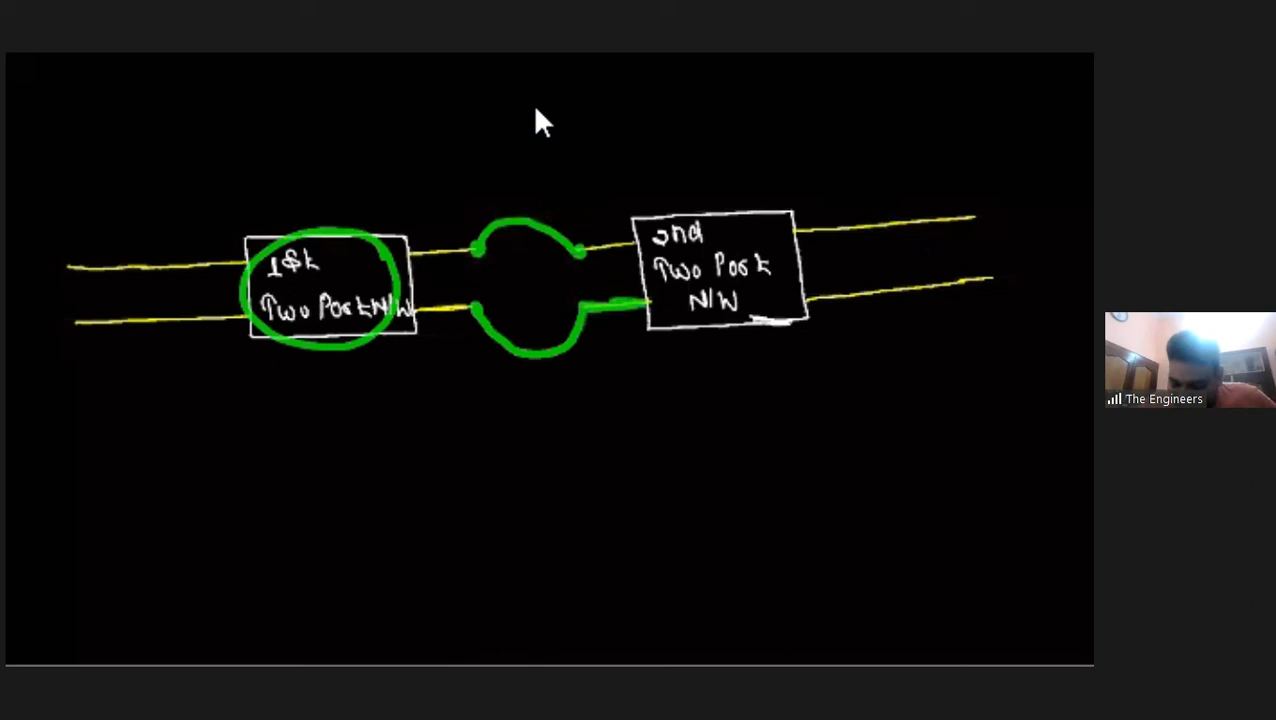 1st
Two Port N/W
2nd
Two Port
N/W
The Engineers